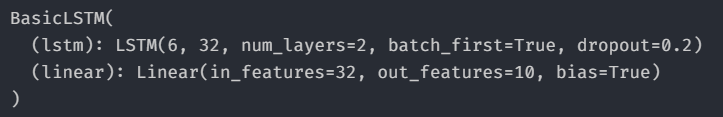 BasicLSTM(
  (lstm): LSTM(6, 32, num_layers=2, batch_first=True, dropout=0.2)
  (linear): Linear(in_features=32, out_features=10, bias=True)
)